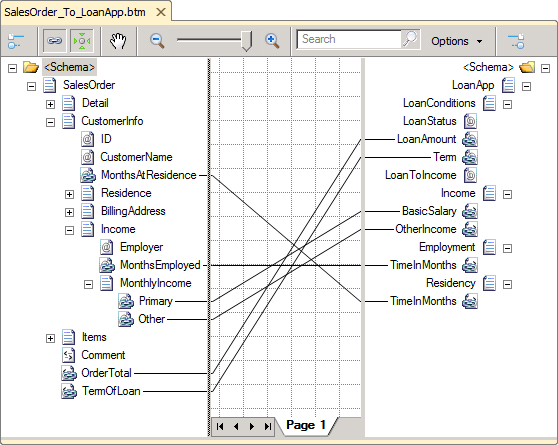 SalesOrder_To_LoanApp.btm
Search
Options
<Schema>
SalesOrder
Detail
CustomerInfo
ID
CustomerName
MonthsAtResidence
Residence
BillingAddress
Income
Employer
MonthsEmployed
MonthlyIncome
Primary
Other
Items
Comment
OrderTotal
TermOfLoan
<Schema>
LoanApp
LoanConditions
LoanStatus
LoanAmount
Term
LoanToIncome
Income
BasicSalary
OtherIncome
Employment
TimeInMonths
Residency
TimeInMonths
Page 1